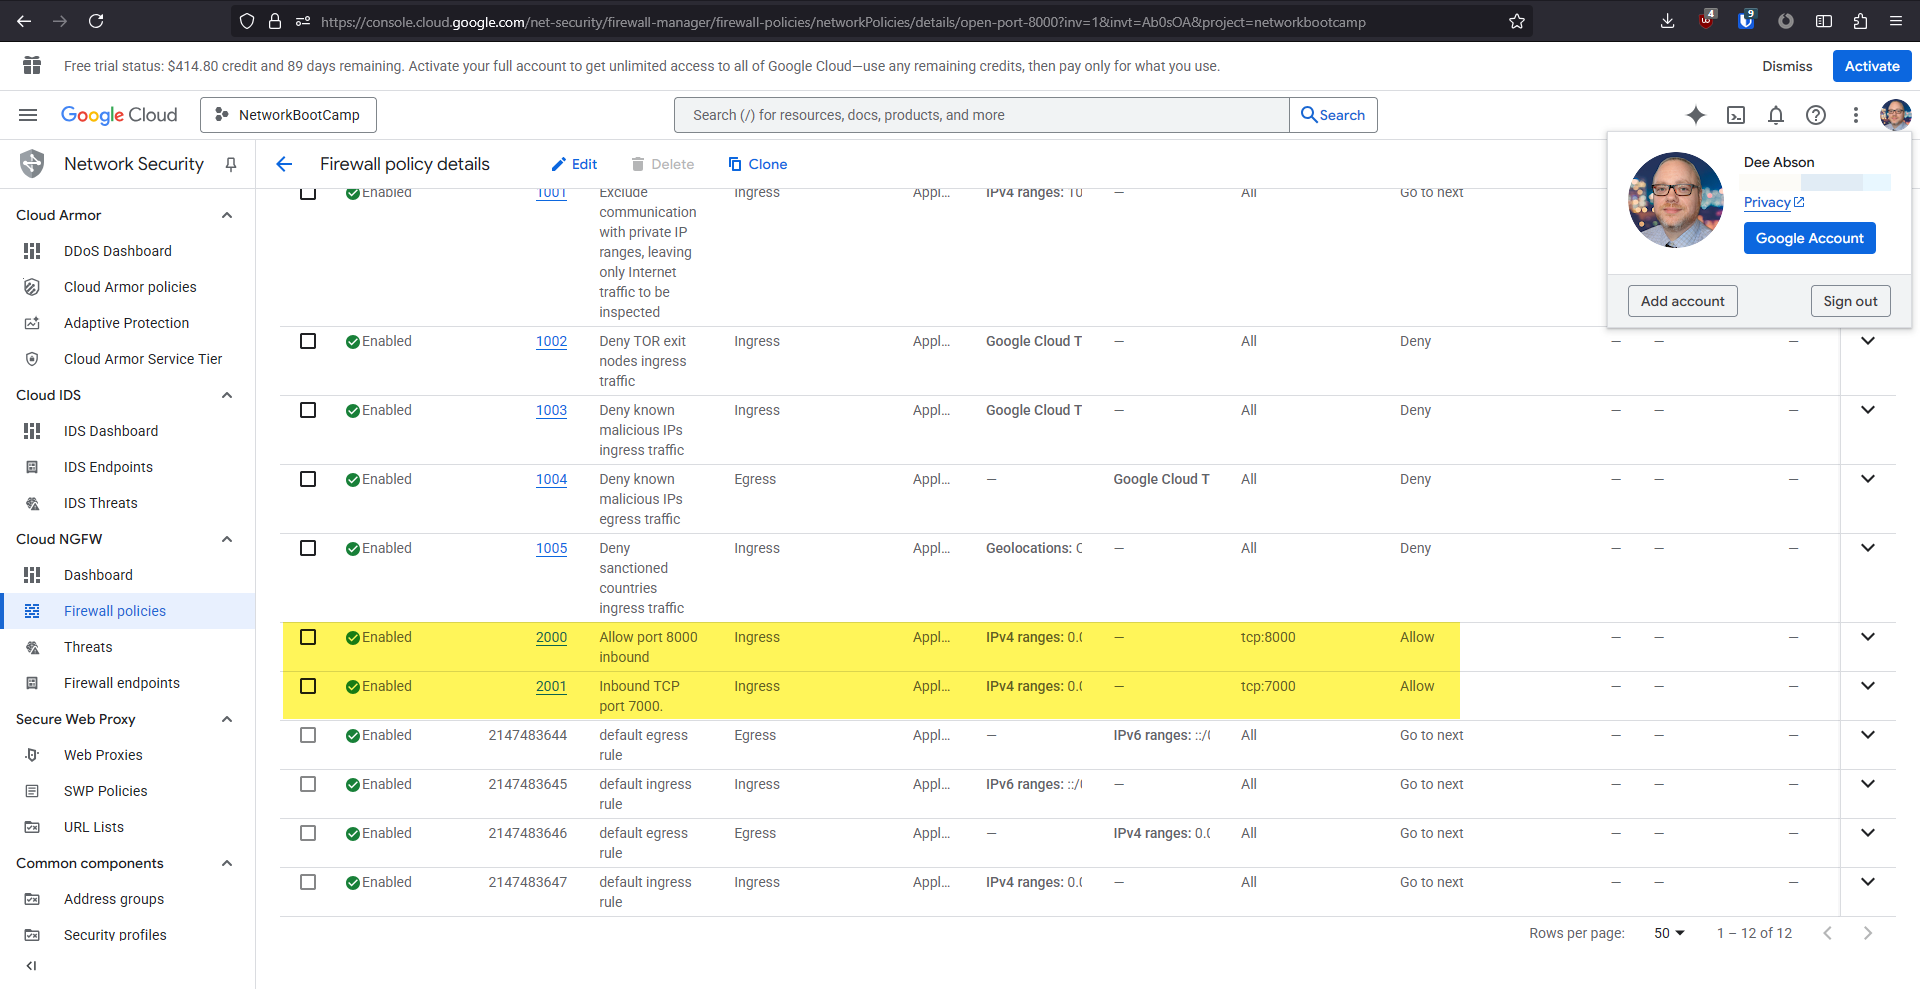 https://console.cloud.google.com/net-security/firewall-manager/firewall-policies/networkPolicies/details/open-port-8000?inv=1&invt=Ab0sOA&project=networkbootcamp
4
9
Free trial status: $414.80 credit and 89 days remaining. Activate your full account to get unlimited access to all of Google Cloud—use any remaining credits, then pay only for what you use.
Dismiss
Activate
Google Cloud
NetworkBootCamp
Search (/) for resources, docs, products, and more
Search
Network Security
Firewall policy details
Edit
Delete
Clone
Dee Abson
Privacy
Google Account
Add account
Sign out
Cloud Armor
DDoS Dashboard
Cloud Armor policies
Adaptive Protection
Cloud Armor Service Tier
Cloud IDS
IDS Dashboard
IDS Endpoints
IDS Threats
Cloud NGFW
Dashboard
Firewall policies
Threats
Firewall endpoints
Secure Web Proxy
Web Proxies
SWP Policies
URL Lists
Common components
Address groups
Security profiles
Enabled 1001 Exclude Ingress Appl... IPv4 ranges: 10 — All Go to next
communication
with private IP
ranges, leaving
only Internet
traffic to be
inspected
Enabled 1002 Deny TOR exit Ingress Appl... Google Cloud T — All Deny — — —
nodes ingress
traffic
Enabled 1003 Deny known Ingress Appl... Google Cloud T — All Deny — — —
malicious IPs
ingress traffic
Enabled 1004 Deny known Egress Appl... — Google Cloud T All Deny — — —
malicious IPs
egress traffic
Enabled 1005 Deny Ingress Appl... Geolocations: C — All Deny — — —
sanctioned
countries
ingress traffic
Enabled 2000 Allow port 8000 Ingress Appl... IPv4 ranges: 0.0 — tcp:8000 Allow — — —
inbound
Enabled 2001 Inbound TCP Ingress Appl... IPv4 ranges: 0.0 — tcp:7000 Allow — — —
port 7000.
Enabled 2147483644 default egress Egress Appl... — IPv6 ranges: ::/0 All Go to next — — —
rule
Enabled 2147483645 default ingress Ingress Appl... IPv6 ranges: ::/0 — All Go to next — — —
rule
Enabled 2147483646 default egress Egress Appl... — IPv4 ranges: 0.0 All Go to next — — —
rule
Enabled 2147483647 default ingress Ingress Appl... IPv4 ranges: 0.0 — All Go to next — — —
rule
Rows per page: 50 1 – 12 of 12